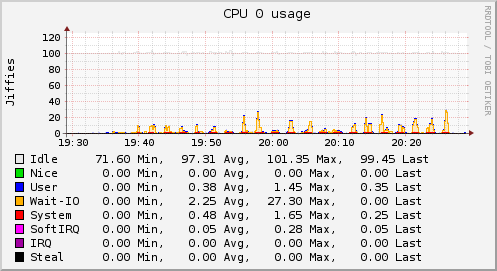 CPU 0 usage
RRDTOOL / TOBI OETIKER
Jiffies
120
100
80
60
40
20
0
19:30 19:40 19:50 20:00 20:10 20:20
Idle 71.60 Min, 97.31 Avg, 101.35 Max, 99.45 Last
Nice 0.00 Min, 0.00 Avg, 0.00 Max, 0.00 Last
User 0.00 Min, 0.38 Avg, 1.45 Max, 0.35 Last
Wait-IO 0.00 Min, 2.25 Avg, 27.30 Max, 0.00 Last
System 0.00 Min, 0.48 Avg, 1.65 Max, 0.25 Last
SoftIRQ 0.00 Min, 0.05 Avg, 0.28 Max, 0.05 Last
IRQ 0.00 Min, 0.00 Avg, 0.00 Max, 0.00 Last
Steal 0.00 Min, 0.00 Avg, 0.00 Max, 0.00 Last